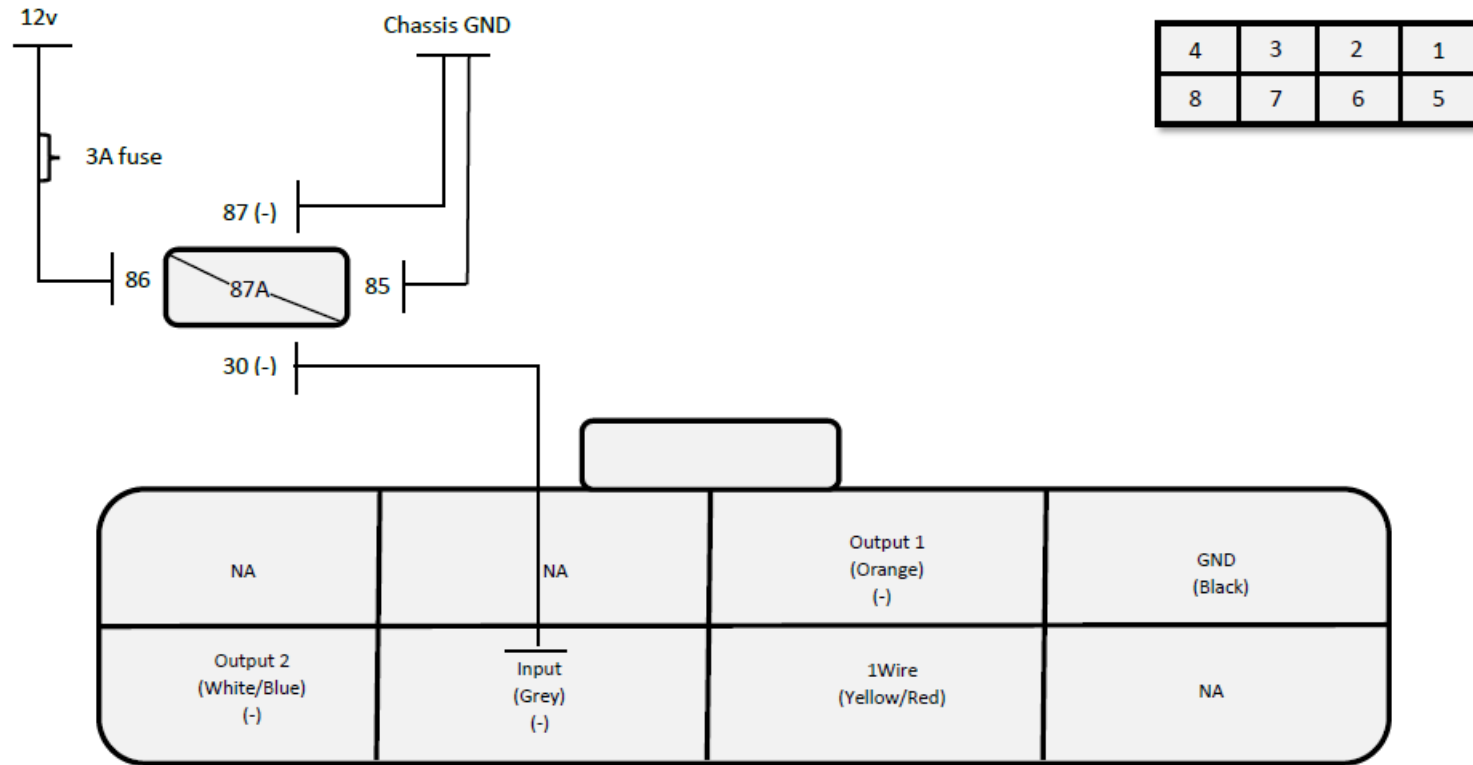 12v
Chassis GND
4 3 2 1
8 7 6 5
3A fuse
87 (-)
86
87A
85
30 (-)
NA
NA
Output 1
(Orange)
(-)
GND
(Black)
Output 2
(White/Blue)
(-)
Input
(Grey)
(-)
1Wire
(Yellow/Red)
NA